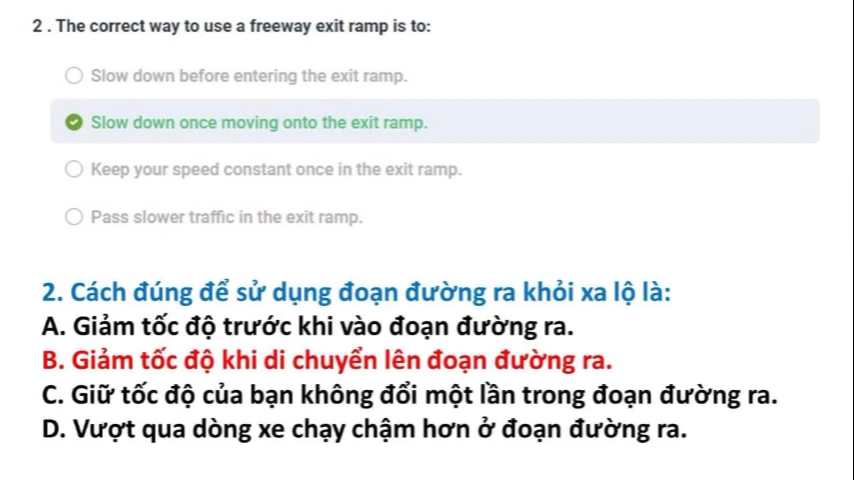 2 . The correct way to use a freeway exit ramp is to:
Slow down before entering the exit ramp.
Slow down once moving onto the exit ramp.
Keep your speed constant once in the exit ramp.
Pass slower traffic in the exit ramp.
2. Cách đúng để sử dụng đoạn đường ra khỏi xa lộ là:
A. Giảm tốc độ trước khi vào đoạn đường ra.
B. Giảm tốc độ khi di chuyển lên đoạn đường ra.
C. Giữ tốc độ của bạn không đổi một lần trong đoạn đường ra.
D. Vượt qua dòng xe chạy chậm hơn ở đoạn đường ra.